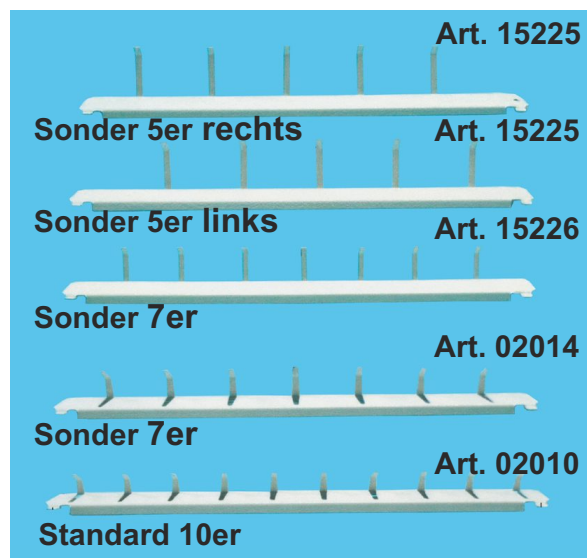 Art. 15225
Sonder 5er rechts
Art. 15225
Sonder 5er links
Art. 15226
Sonder 7er
Art. 02014
Sonder 7er
Art. 02010
Standard 10er